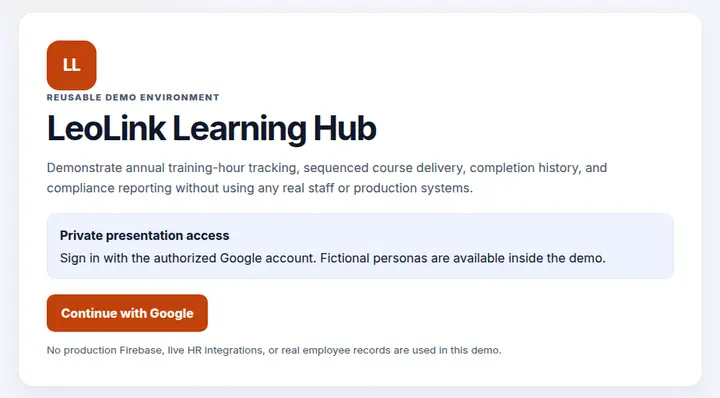 LL
REUSABLE DEMO ENVIRONMENT
LeoLink Learning Hub
Demonstrate annual training-hour tracking, sequenced course delivery, completion history, and
compliance reporting without using any real staff or production systems.
Private presentation access
Sign in with the authorized Google account. Fictional personas are available inside the demo.
Continue with Google
No production Firebase, live HR integrations, or real employee records are used in this demo.